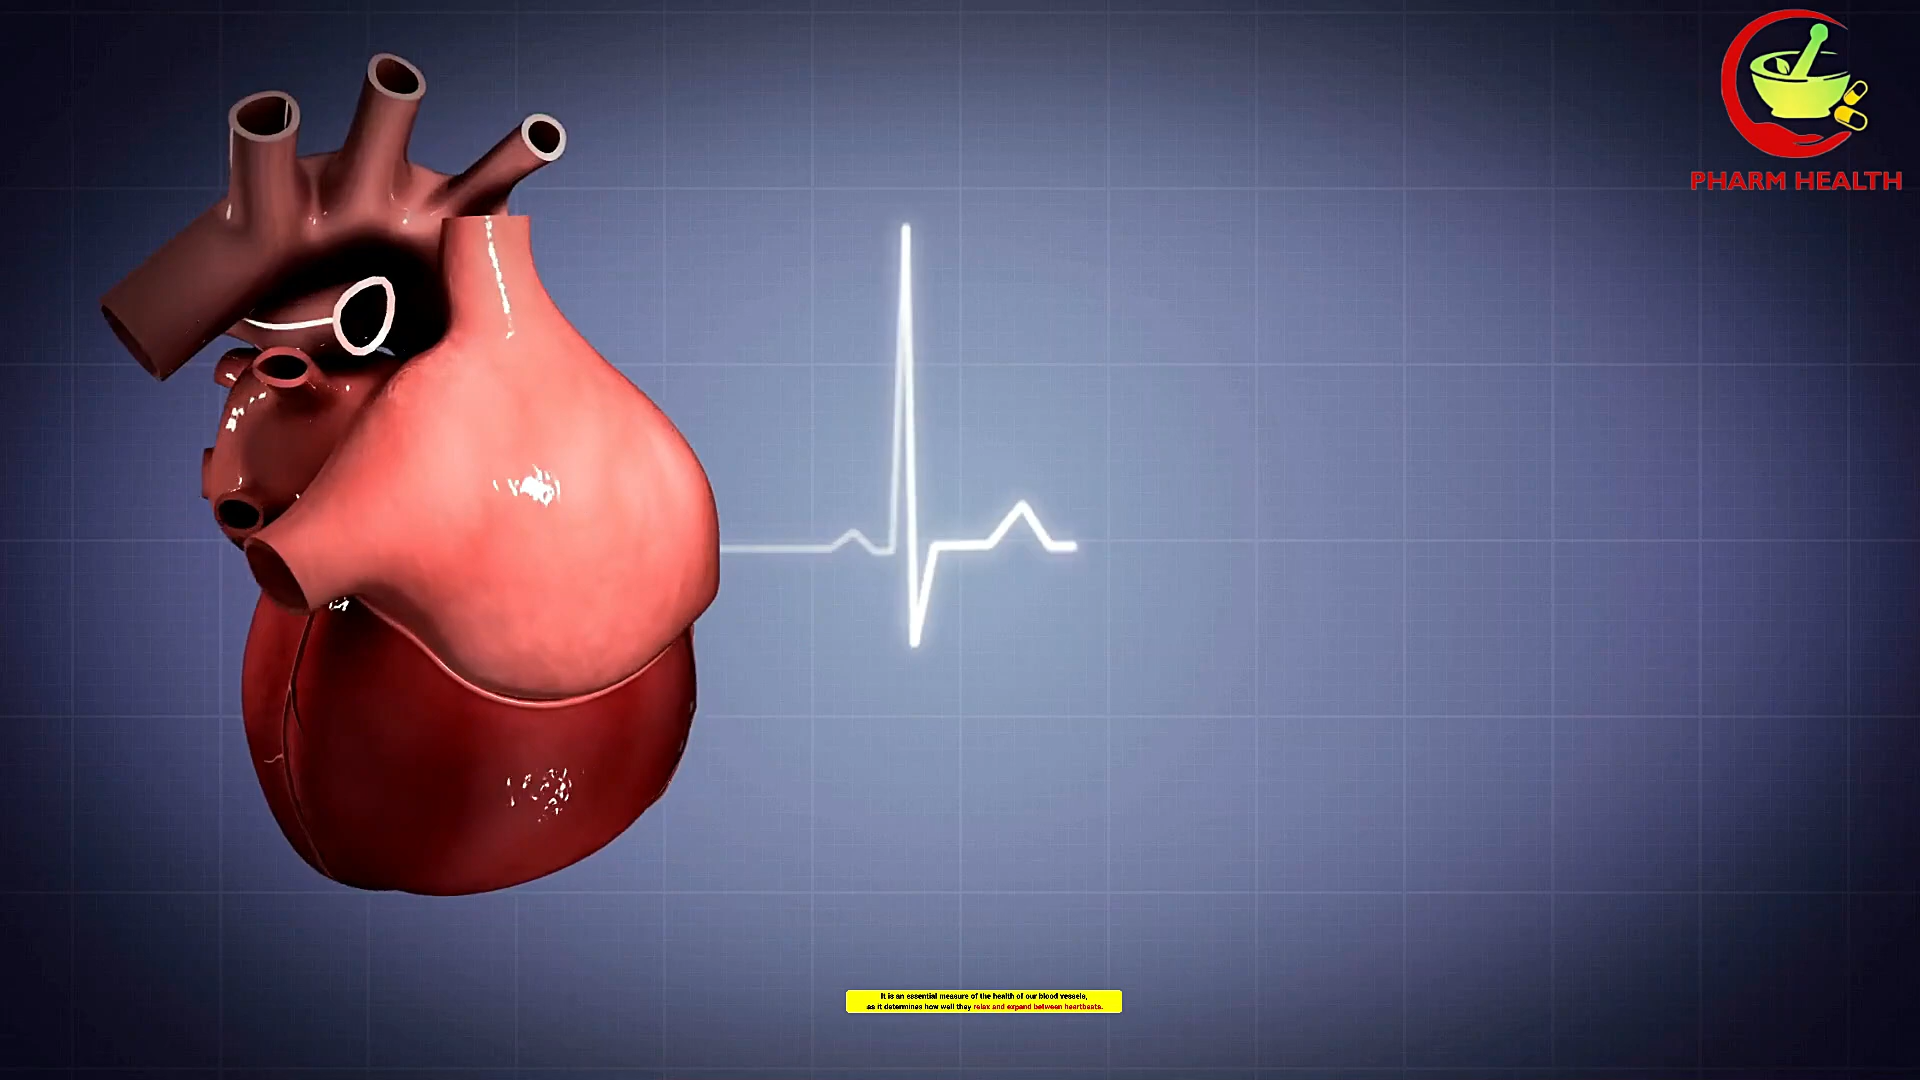 PHARM HEALTH
It is an essential measure of the health of our blood vessels,
as it determines how well they relax and expand between heartbeats.